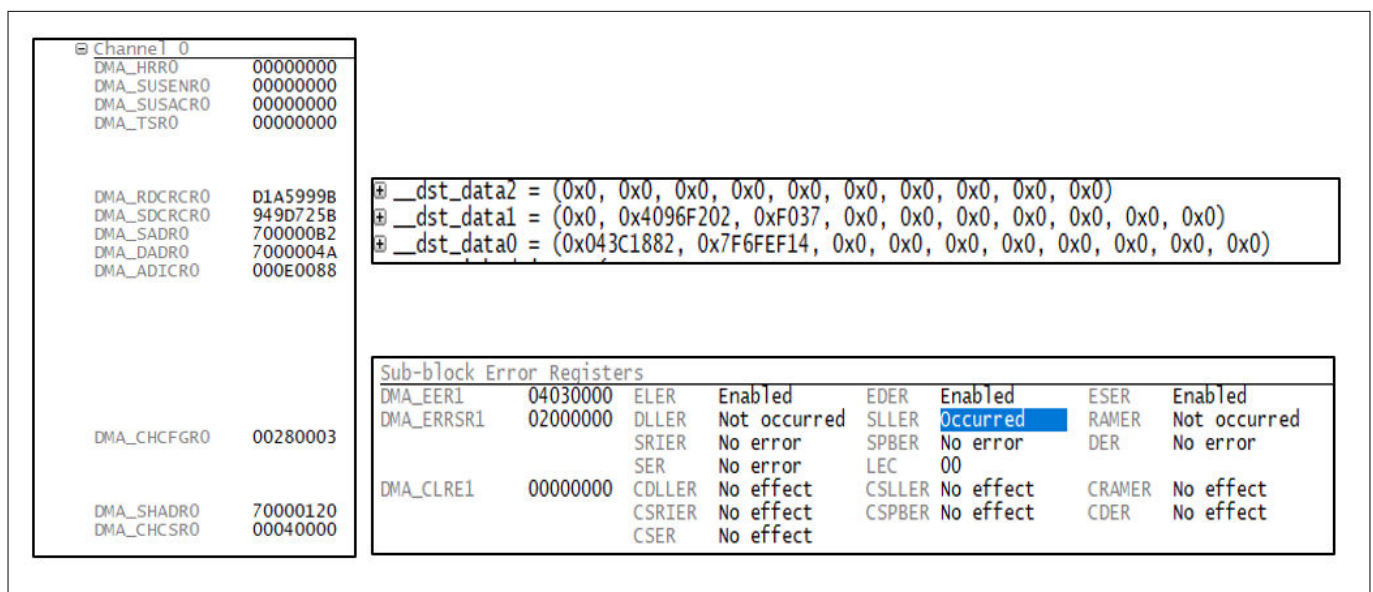 Channel 0
DMA_HRR0 00000000
DMA_SUSENR0 00000000
DMA_SUSACR0 00000000
DMA_TSR0 00000000
DMA_RDCRCR0 D1A5999B
DMA_SDCRCR0 949D725B
DMA_SADR0 700000B2
DMA_DADR0 7000004A
DMA_ADICR0 000E0088
DMA_CHCFGR0 00280003
DMA_SHADR0 70000120
DMA_CHCSR0 00040000
__dst_data2 = (0x0, 0x0, 0x0, 0x0, 0x0, 0x0, 0x0, 0x0, 0x0, 0x0)
__dst_data1 = (0x0, 0x4096F202, 0xF037, 0x0, 0x0, 0x0, 0x0, 0x0, 0x0, 0x0)
__dst_data0 = (0x043C1882, 0x7F6FEF14, 0x0, 0x0, 0x0, 0x0, 0x0, 0x0, 0x0, 0x0)
Sub-block Error Registers
DMA_EER1 04030000 ELER Enabled EDER Enabled ESER Enabled
DMA_ERRSR1 02000000 DLLER Not occurred SLLER Occurred RAMER Not occurred
SRIER No error SPBER No error DER No error
SER No error LEC 00
DMA_CLRE1 00000000 CDLLER No effect CSLLER No effect CRAMER No effect
CSRIER No effect CSPBER No effect CDER No effect
CSER No effect